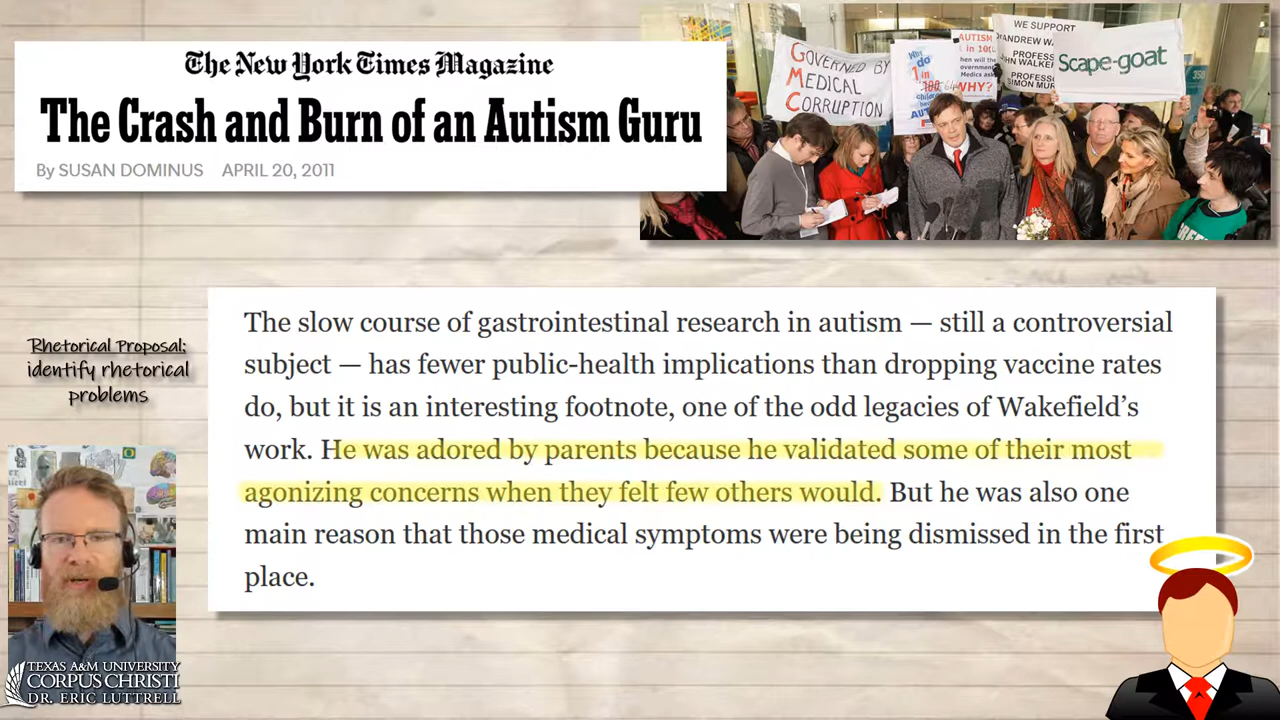 The New York Times Magazine
The Crash and Burn of an Autism Guru
By SUSAN DOMINUS APRIL 20, 2011
GOVERNED BY
MEDICAL
CORRUPTION
Why
do
1 in
AUTISM
WHY?
WE SUPPORT
Scape-goat
The slow course of gastrointestinal research in autism — still a controversial
subject — has fewer public-health implications than dropping vaccine rates
do, but it is an interesting footnote, one of the odd legacies of Wakefield’s
work. He was adored by parents because he validated some of their most
agonizing concerns when they felt few others would. But he was also one
main reason that those medical symptoms were being dismissed in the first
place.
Rhetorical Proposal:
identify rhetorical
problems
TEXAS A&M UNIVERSITY
CORPUS CHRISTI
DR. ERIC LUTTRELL